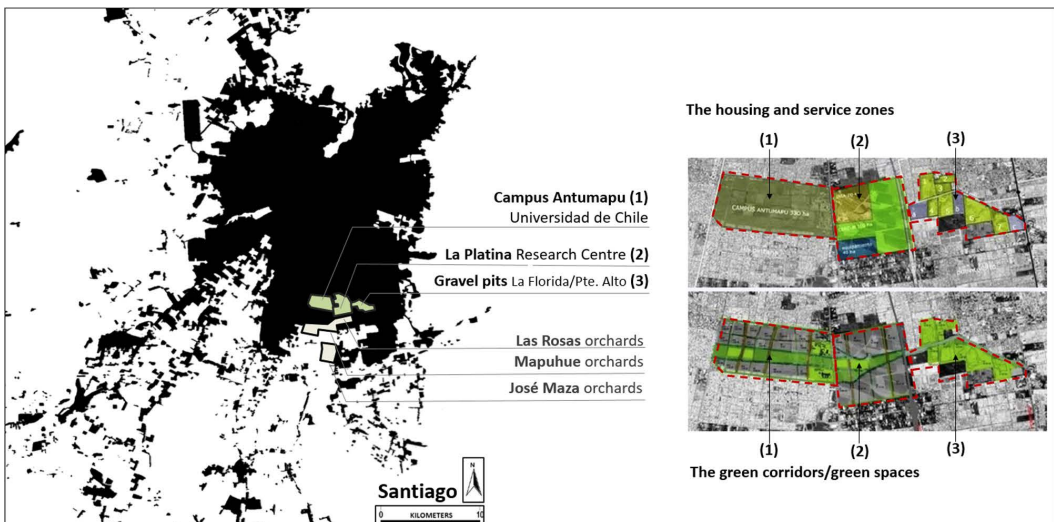 Campus Antumapu (1)
Universidad de Chile
La Platina Research Centre (2)
Gravel pits La Florida/Pte. Alto (3)
Las Rosas orchards
Mapuhue orchards
José Maza orchards
Santiago
N
0 KILOMETERS 10
The housing and service zones
(1) (2) (3)
CAMPUS ANTUMAPU
(1) (2) (3)
The green corridors/green spaces